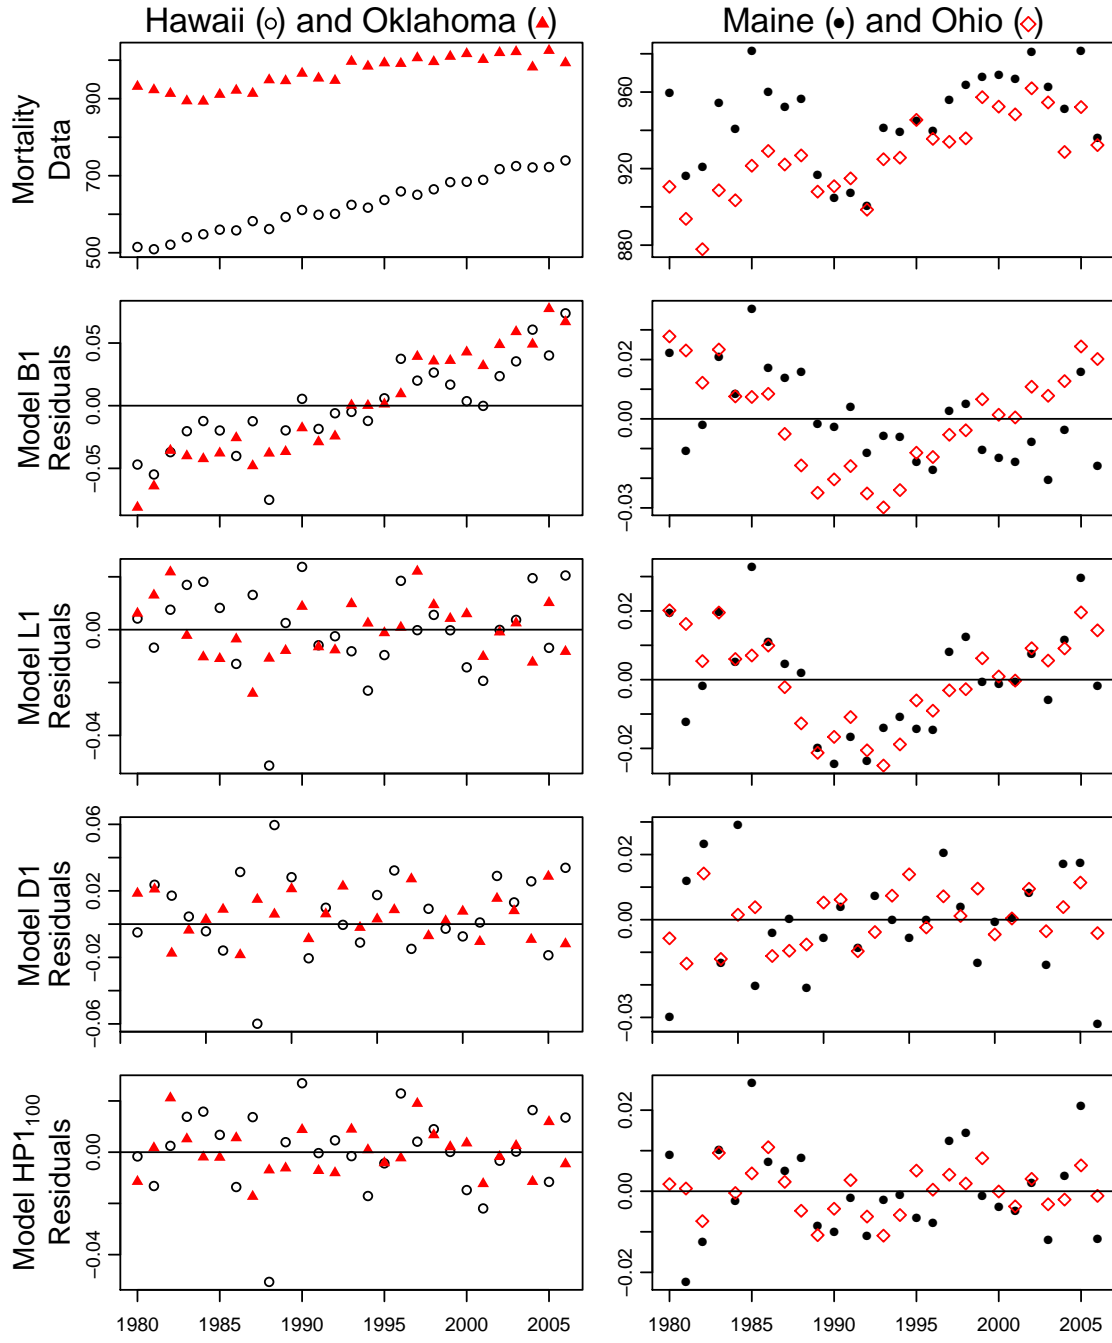 Hawaii (○) and Oklahoma (▲)
Maine (●) and Ohio (◇)
Mortality
Data
500 700 900
880 920 960
Model B1
Residuals
−0.05 0.00 0.05
−0.03 0.00 0.02
Model L1
Residuals
−0.04 0.00
−0.02 0.00 0.02
Model D1
Residuals
−0.06 −0.02 0.02 0.06
−0.03 0.00 0.02
Model HP1₁₀₀
Residuals
−0.04 0.00
−0.02 0.00 0.02
1980 1985 1990 1995 2000 2005
1980 1985 1990 1995 2000 2005